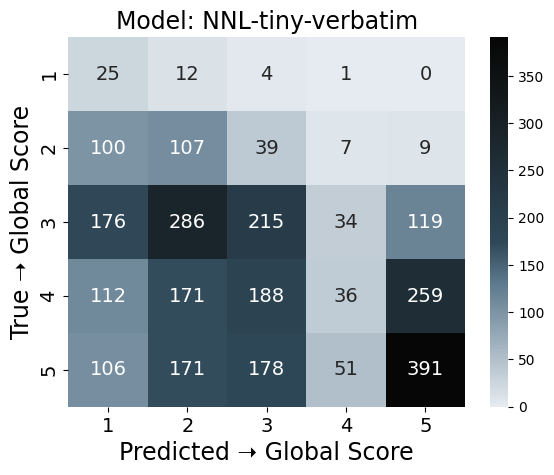 Model: NNL-tiny-verbatim
True → Global Score
1 25 12 4 1 0
2 100 107 39 7 9
3 176 286 215 34 119
4 112 171 188 36 259
5 106 171 178 51 391
1 2 3 4 5
Predicted → Global Score
350
300
250
200
150
100
50
0